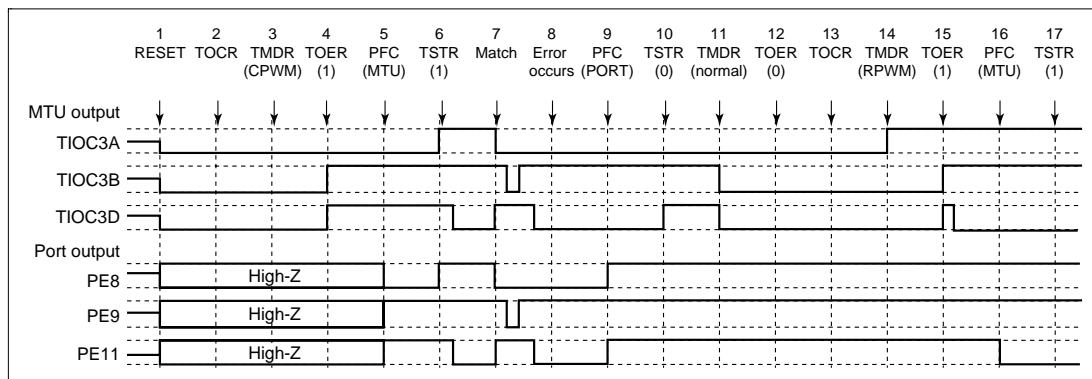 1 2 3 4 5 6 7 8 9 10 11 12 13 14 15 16 17
RESET TOCR TMDR TOER PFC TSTR Match Error PFC TSTR TMDR TOER TOCR TMDR TOER PFC TSTR
(CPWM) (1) (MTU) (1) occurs (PORT) (0) (normal) (0) (RPWM) (1) (MTU) (1)
MTU output
TIOC3A
TIOC3B
TIOC3D
Port output
PE8 High-Z
PE9 High-Z
PE11 High-Z